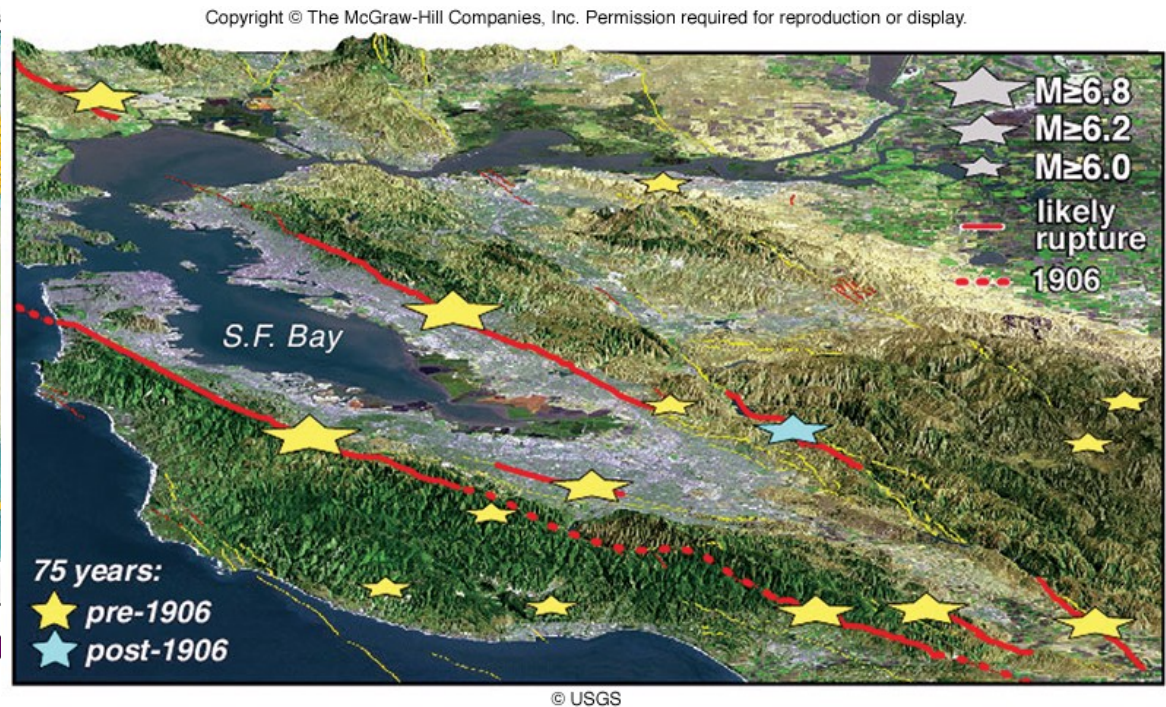 Copyright © The McGraw-Hill Companies, Inc. Permission required for reproduction or display.
M≥6.8
M≥6.2
M≥6.0
likely
rupture
1906
S.F. Bay
75 years:
pre-1906
post-1906
© USGS